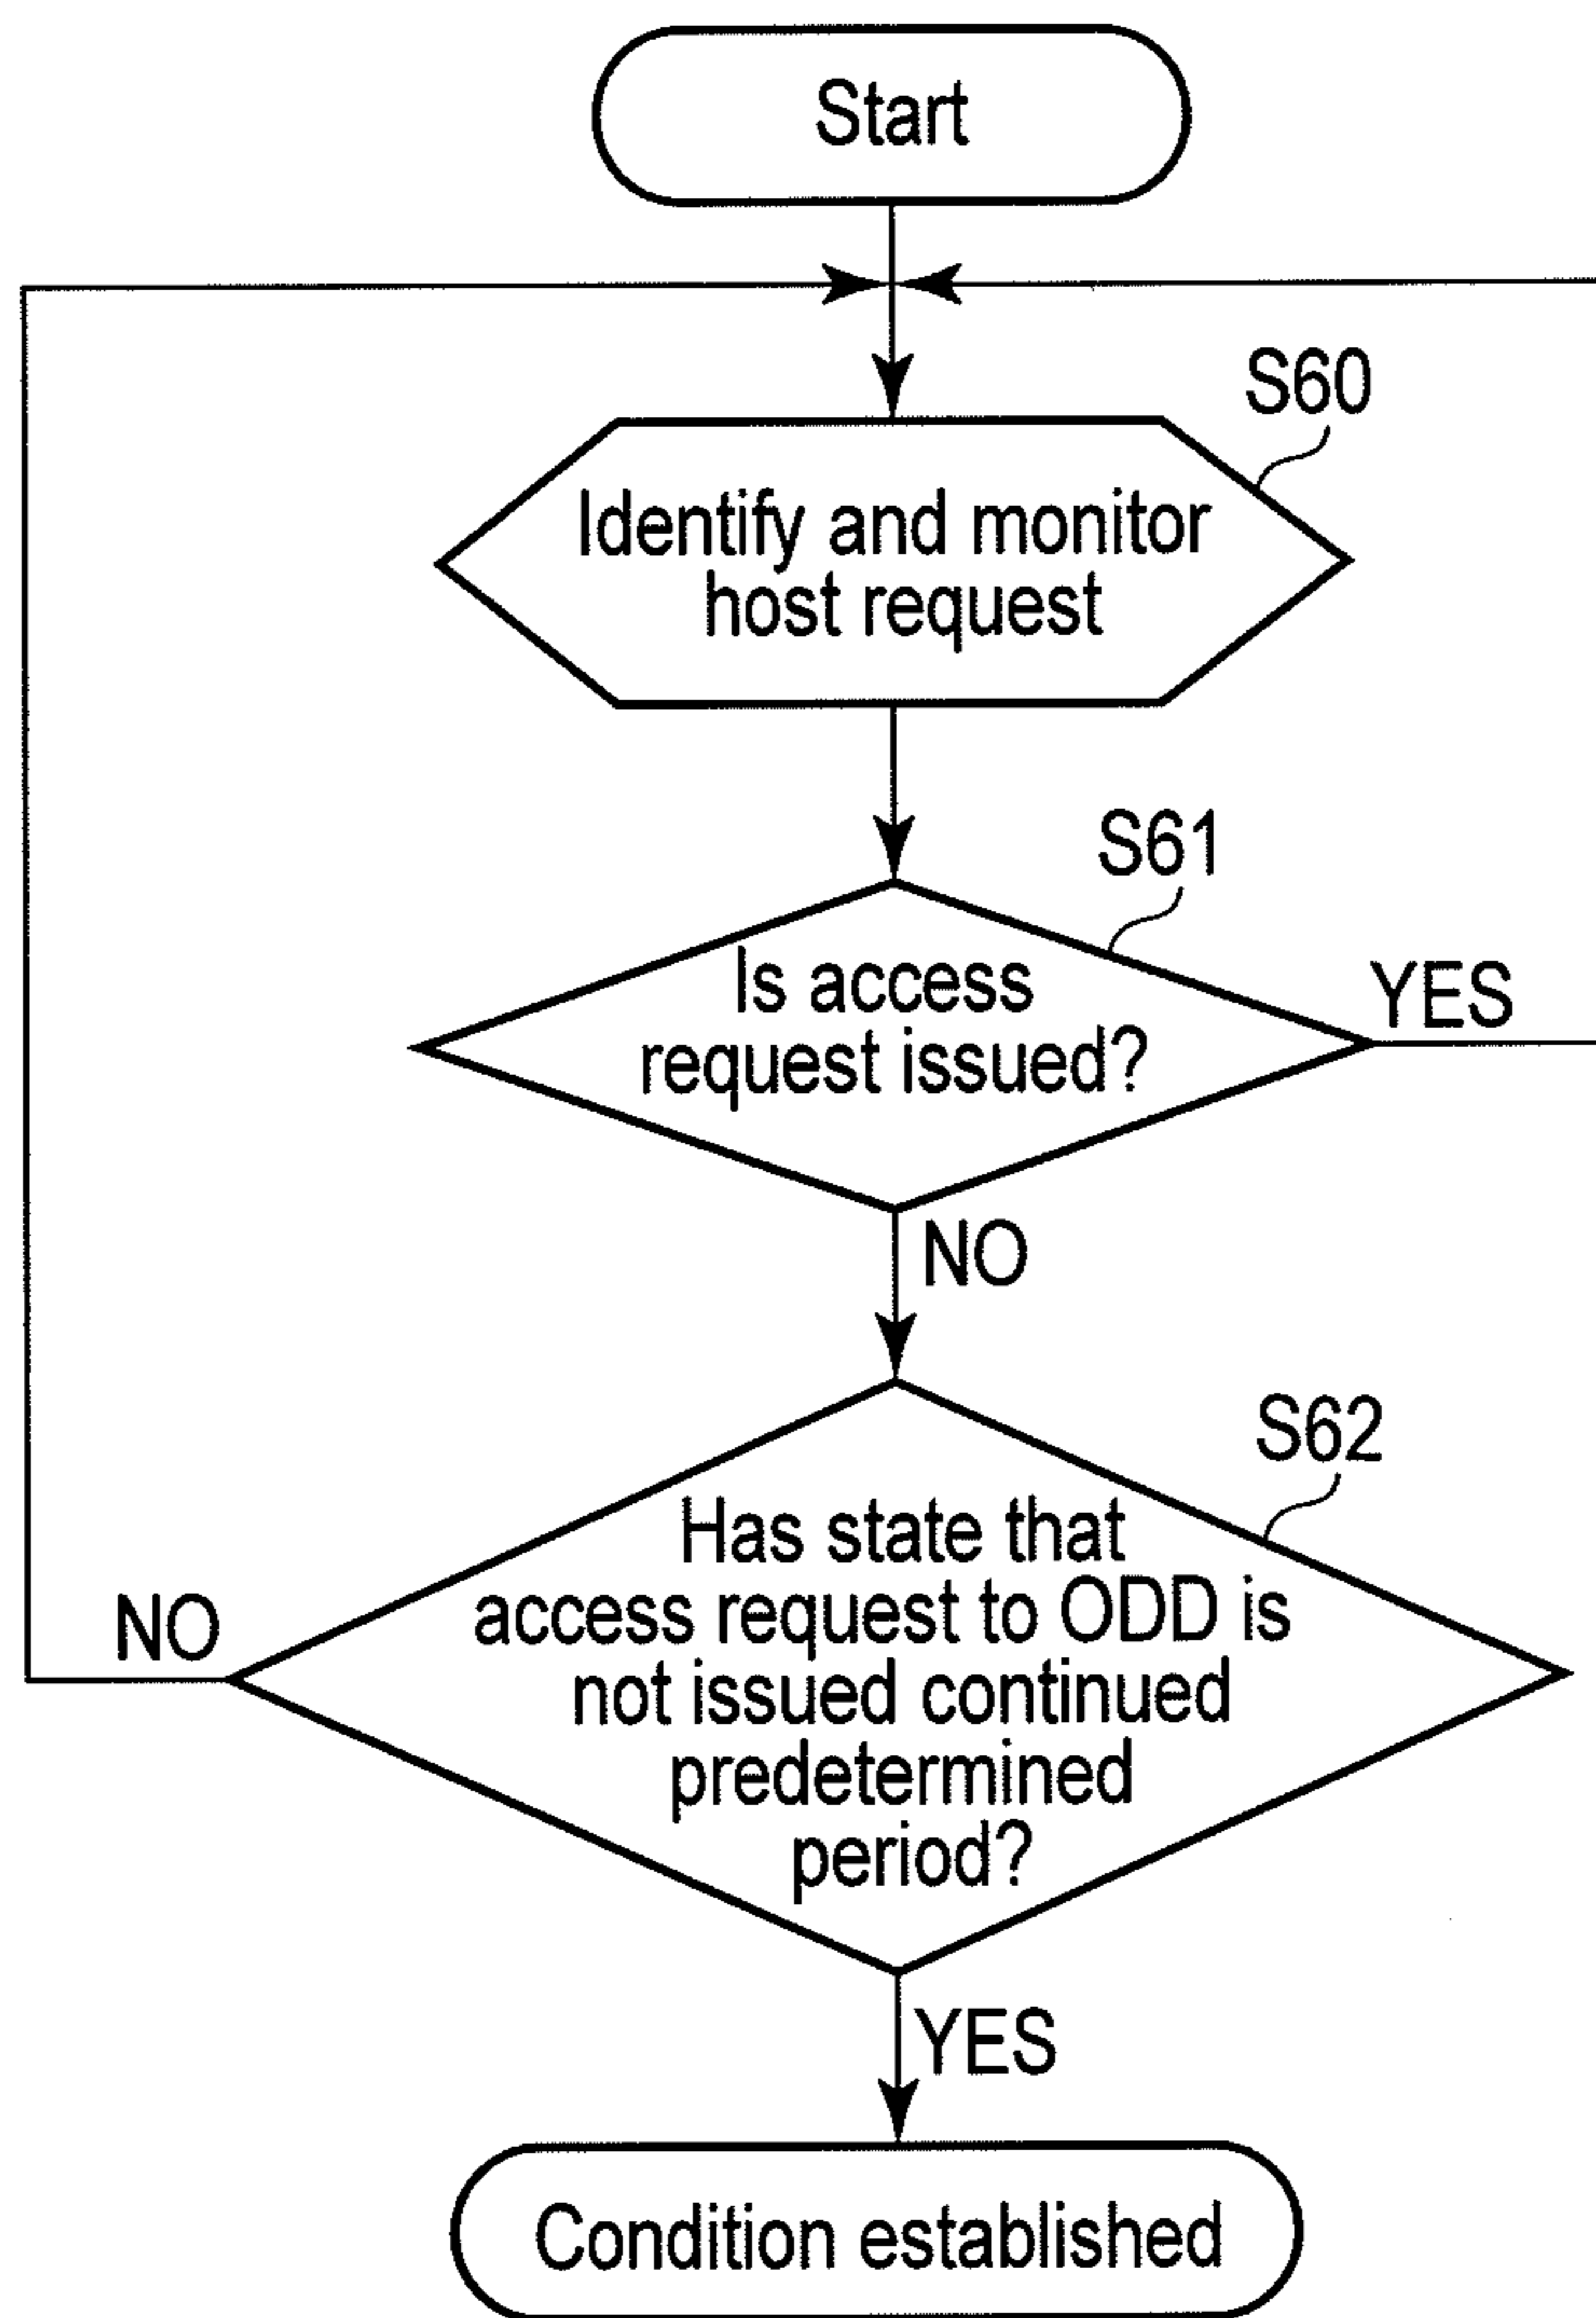 Start
S60
Identify and monitor
host request
S61
Is access
request issued?
YES
NO
S62
Has state that
access request to ODD is
not issued continued
predetermined
period?
NO
YES
Condition established